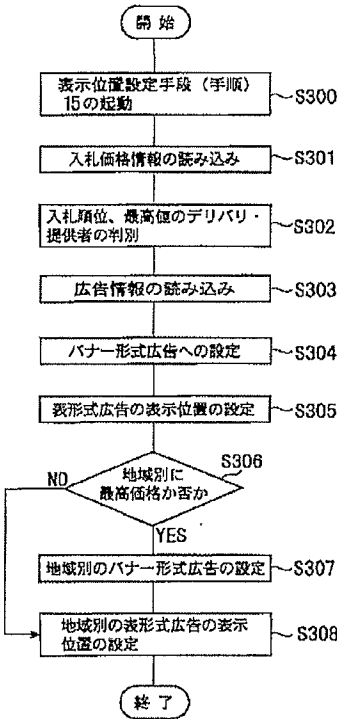 開 始
表示位置設定手段（手順）
15の起動
S300
入札価格情報の読み込み
S301
入札順位、最高値のデリバリ・
提供者の判別
S302
広告情報の読み込み
S303
バナー形式広告への設定
S304
表形式広告の表示位置の設定
S305
S306
地域別に
最高価格か否か
NO
YES
地域別のバナー形式広告の設定
S307
地域別の表形式広告の表示
位置の設定
S308
終 了